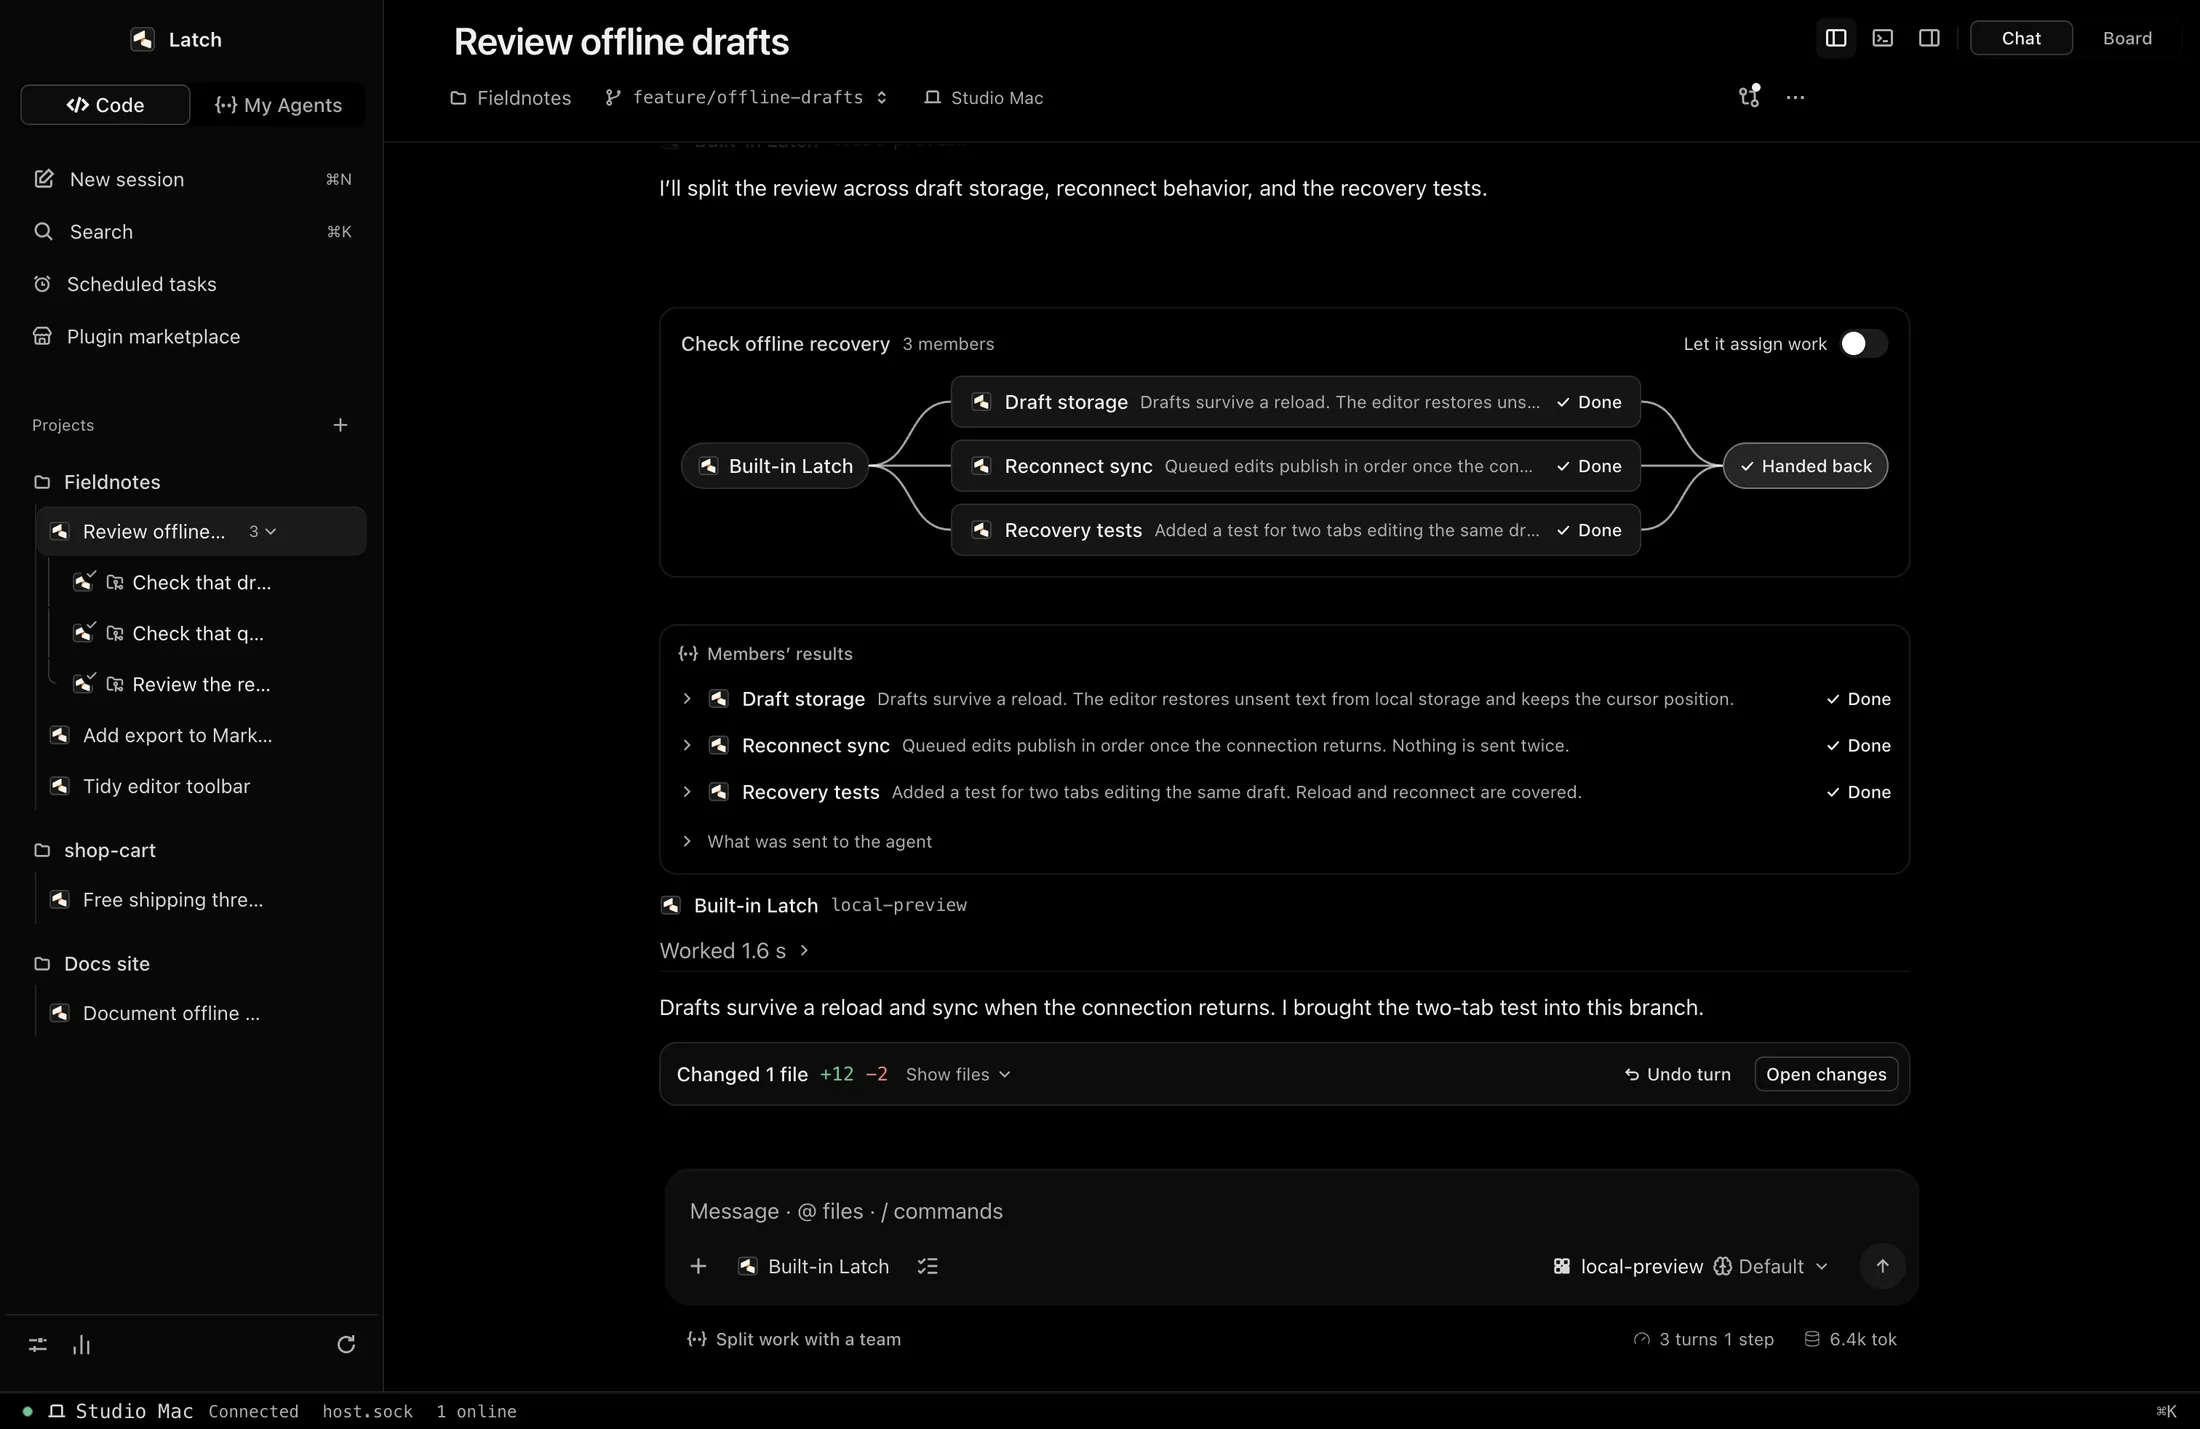 Latch
Code
My Agents
New session ⌘N
Search ⌘K
Scheduled tasks
Plugin marketplace
Projects
Fieldnotes
Review offline... 3
Check that dr...
Check that q...
Review the re...
Add export to Mark...
Tidy editor toolbar
shop-cart
Free shipping thre...
Docs site
Document offline ...
Review offline drafts
Chat
Board
Fieldnotes feature/offline-drafts Studio Mac
I’ll split the review across draft storage, reconnect behavior, and the recovery tests.
Check offline recovery 3 members
Let it assign work
Built-in Latch
Draft storage Drafts survive a reload. The editor restores uns... Done
Reconnect sync Queued edits publish in order once the con... Done
Recovery tests Added a test for two tabs editing the same dr... Done
Handed back
Members’ results
Draft storage Drafts survive a reload. The editor restores unsent text from local storage and keeps the cursor position. Done
Reconnect sync Queued edits publish in order once the connection returns. Nothing is sent twice. Done
Recovery tests Added a test for two tabs editing the same draft. Reload and reconnect are covered. Done
What was sent to the agent
Built-in Latch local-preview
Worked 1.6 s
Drafts survive a reload and sync when the connection returns. I brought the two-tab test into this branch.
Changed 1 file +12 −2 Show files
Undo turn
Open changes
Message · @ files · / commands
Built-in Latch
local-preview Default
Split work with a team
3 turns 1 step 6.4k tok
Studio Mac Connected host.sock 1 online
⌘K